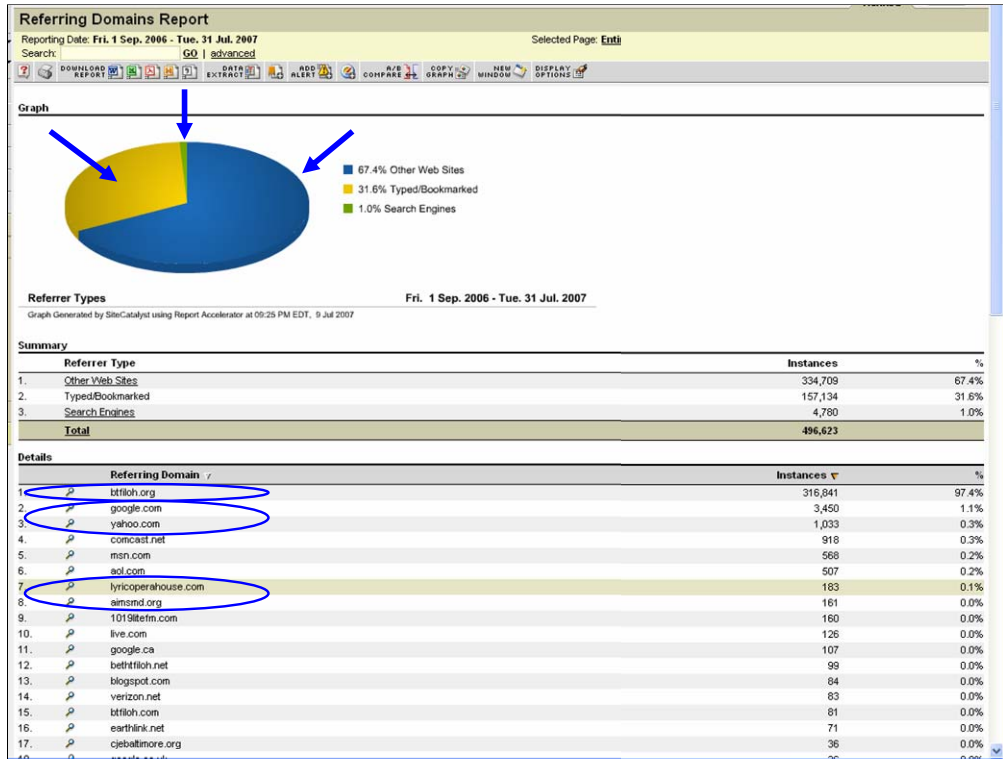 Referring Domains Report
Reporting Date: Fri. 1 Sep. 2006 - Tue. 31 Jul. 2007 Selected Page: Enti
Search: GO | advanced
DOWNLOAD REPORT DATA EXTRACT ADD ALERT A/B COMPARE COPY GRAPH NEW WINDOW DISPLAY OPTIONS
Graph
67.4% Other Web Sites
31.6% Typed/Bookmarked
1.0% Search Engines
Referrer Types Fri. 1 Sep. 2006 - Tue. 31 Jul. 2007
Graph Generated by SiteCatalyst using Report Accelerator at 09:25 PM EDT, 9 Jul 2007
Summary
Referrer Type Instances %
1. Other Web Sites 334,709 67.4%
2. Typed/Bookmarked 157,134 31.6%
3. Search Engines 4,780 1.0%
Total 496,623
Details
Referring Domain Instances %
1. btfiloh.org 316,841 97.4%
2. google.com 3,450 1.1%
3. yahoo.com 1,033 0.3%
4. comcast.net 918 0.3%
5. msn.com 568 0.2%
6. aol.com 507 0.2%
7. lyricoperahouse.com 183 0.1%
8. aimsmd.org 161 0.0%
9. 1019litefm.com 160 0.0%
10. live.com 126 0.0%
11. google.ca 107 0.0%
12. bethtfiloh.net 99 0.0%
13. blogspot.com 84 0.0%
14. verizon.net 83 0.0%
15. btfiloh.com 81 0.0%
16. earthlink.net 71 0.0%
17. cjebaltimore.org 36 0.0%